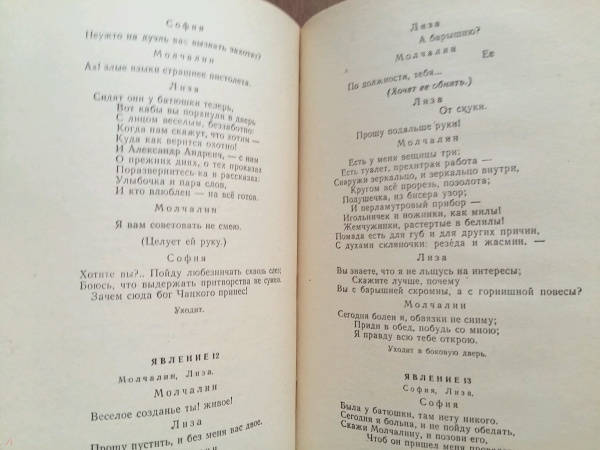 София
Неужто на дуэль вас вызвать захотят?
Молчалин
Ах! злые языки страшнее пистолета.
Лиза
Сидят они у батюшки теперь,
Вот кабы вы порхнули в дверь
С лицом веселым, беззаботно:
Когда нам скажут, что хотим —
Куда как верится охотно!
И Александр Андреич, — с ним
О прежних днях, о тех проказах
Поразвернитесь-ка в рассказах:
Улыбочка и пара слов,
И кто влюблен — на всё готов.
Молчалин
Я вам советовать не смею.
(Целует ей руку.)
София
Хотите вы?.. Пойду любезничать сквозь слез;
Боюсь, что выдержать притворства не сумею.
Зачем сюда бог Чацкого принес!
Уходит.
ЯВЛЕНИЕ 12
Молчалин, Лиза.
Молчалин
Веселое созданье ты! живое!
Лиза
Прошу пустить, и без меня вас двое.
Лиза
А барышню?
Молчалин
Ее
По должности, тебя...
(Хочет ее обнять.)
Лиза
От скуки.
Прошу подальше руки!
Молчалин
Есть у меня вещицы три:
Есть туалет, прехитрая работа —
Снаружи зеркальцо, и зеркальцо внутри,
Кругом всё прорезь, позолота;
Подушечка, из бисера узор;
И перламутровый прибор —
Игольничек и ножинки, как милы!
Жемчужинки, растертые в белилы!
Помада есть для губ и для других причин,
С духами скляночки: резеда и жасмин. —
Лиза
Вы знаете, что я не льщусь на интересы;
Скажите лучше, почему
Вы с барышней скромны, а с горнишной повесы?
Молчалин
Сегодня болен я, обвязки не сниму;
Приди в обед, побудь со мною;
Я правду всю тебе открою.
Уходит в боковую дверь.
ЯВЛЕНИЕ 13
София, Лиза.
София
Была у батюшки, там нету никого.
Сегодня я больна, и не пойду обедать,
Скажи Молчалину, и позови его,
Чтоб он пришел меня